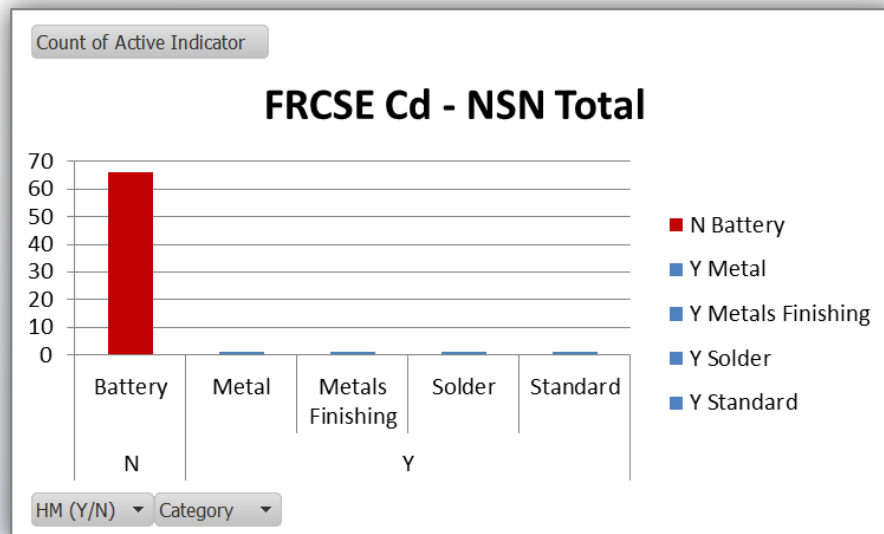 Count of Active Indicator
FRCSE Cd - NSN Total
70
60
50
40
30
20
10
0
Battery
Metal
Metals
Finishing
Solder
Standard
N
Y
N Battery
Y Metal
Y Metals Finishing
Y Solder
Y Standard
HM (Y/N)
Category